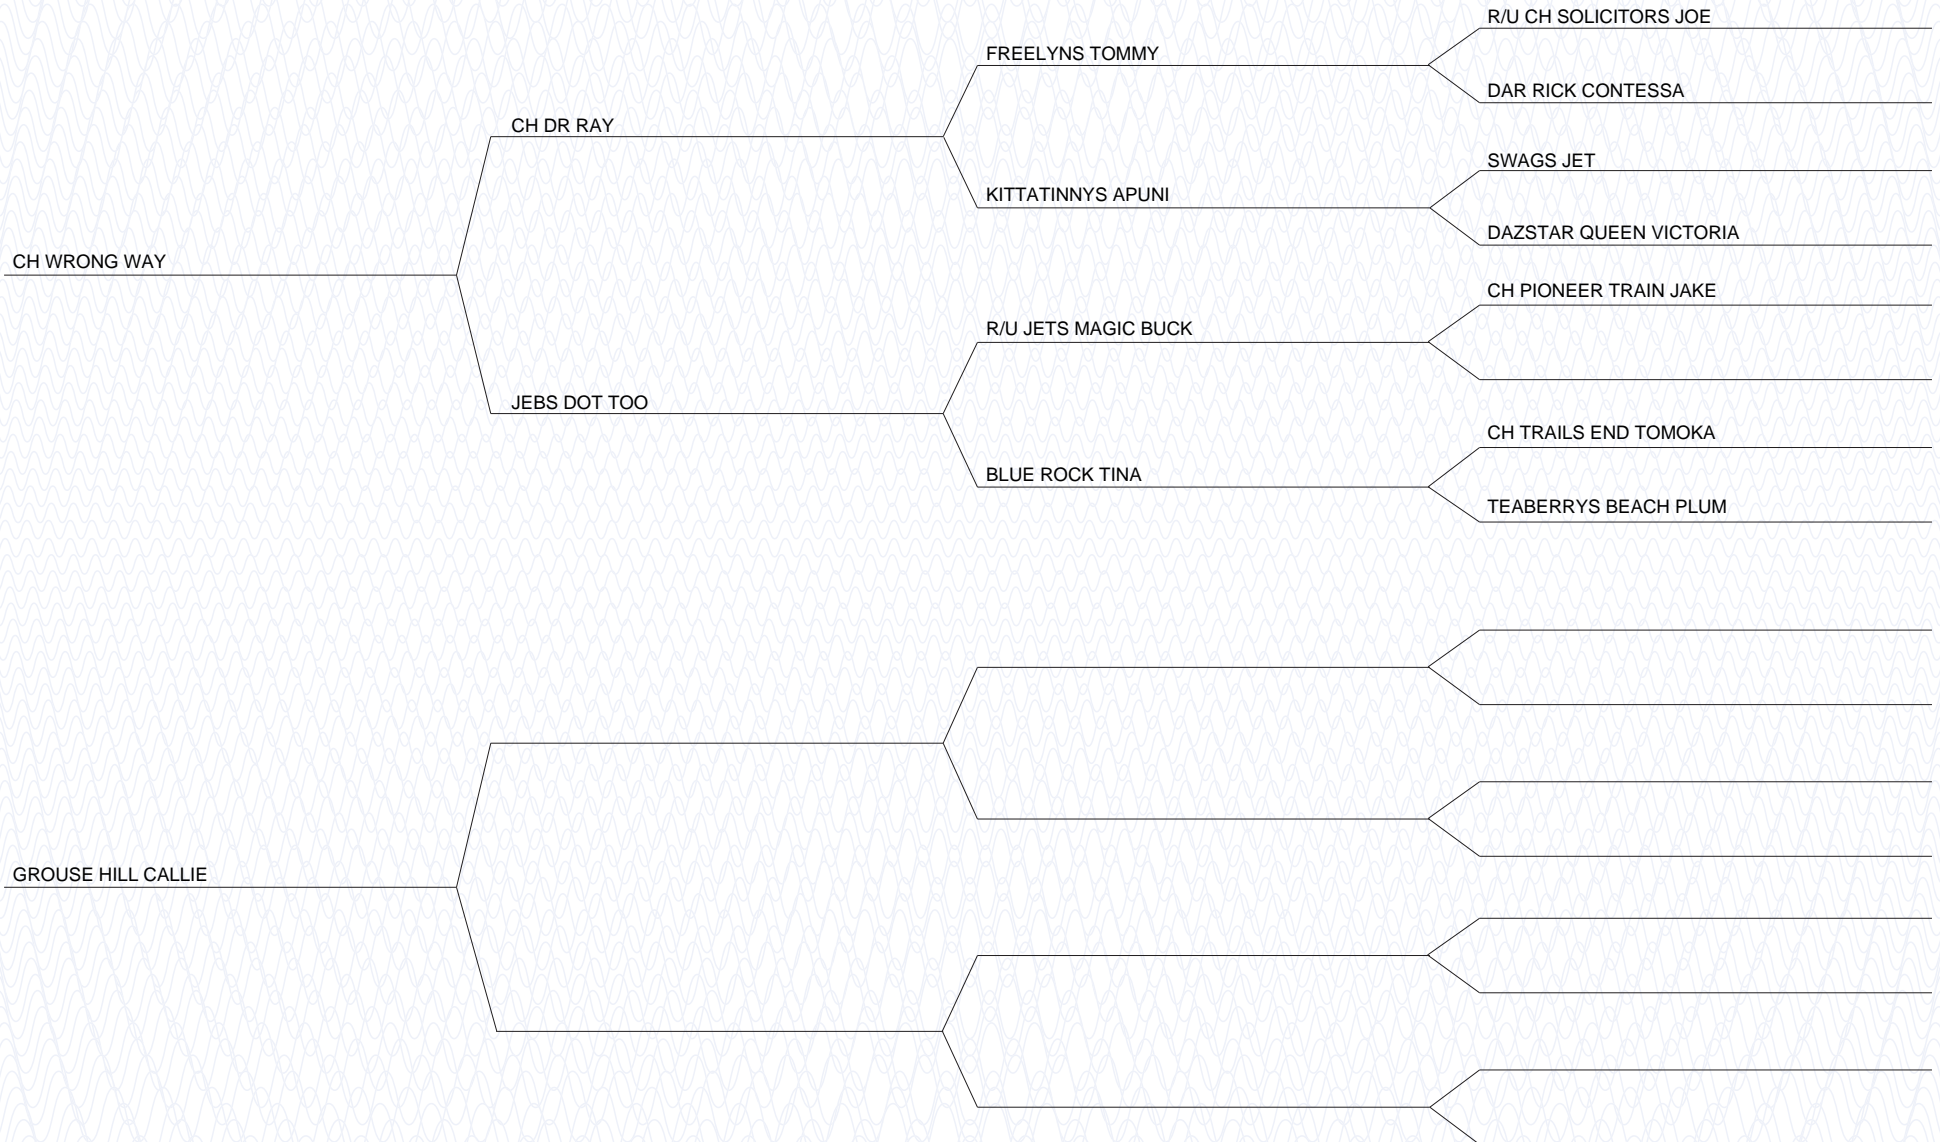 R/U CH SOLICITORS JOE
FREELYNS TOMMY
DAR RICK CONTESSA
CH DR RAY
SWAGS JET
KITTATINNYS APUNI
DAZSTAR QUEEN VICTORIA
CH WRONG WAY
CH PIONEER TRAIN JAKE
R/U JETS MAGIC BUCK
JEBS DOT TOO
CH TRAILS END TOMOKA
BLUE ROCK TINA
TEABERRYS BEACH PLUM
GROUSE HILL CALLIE